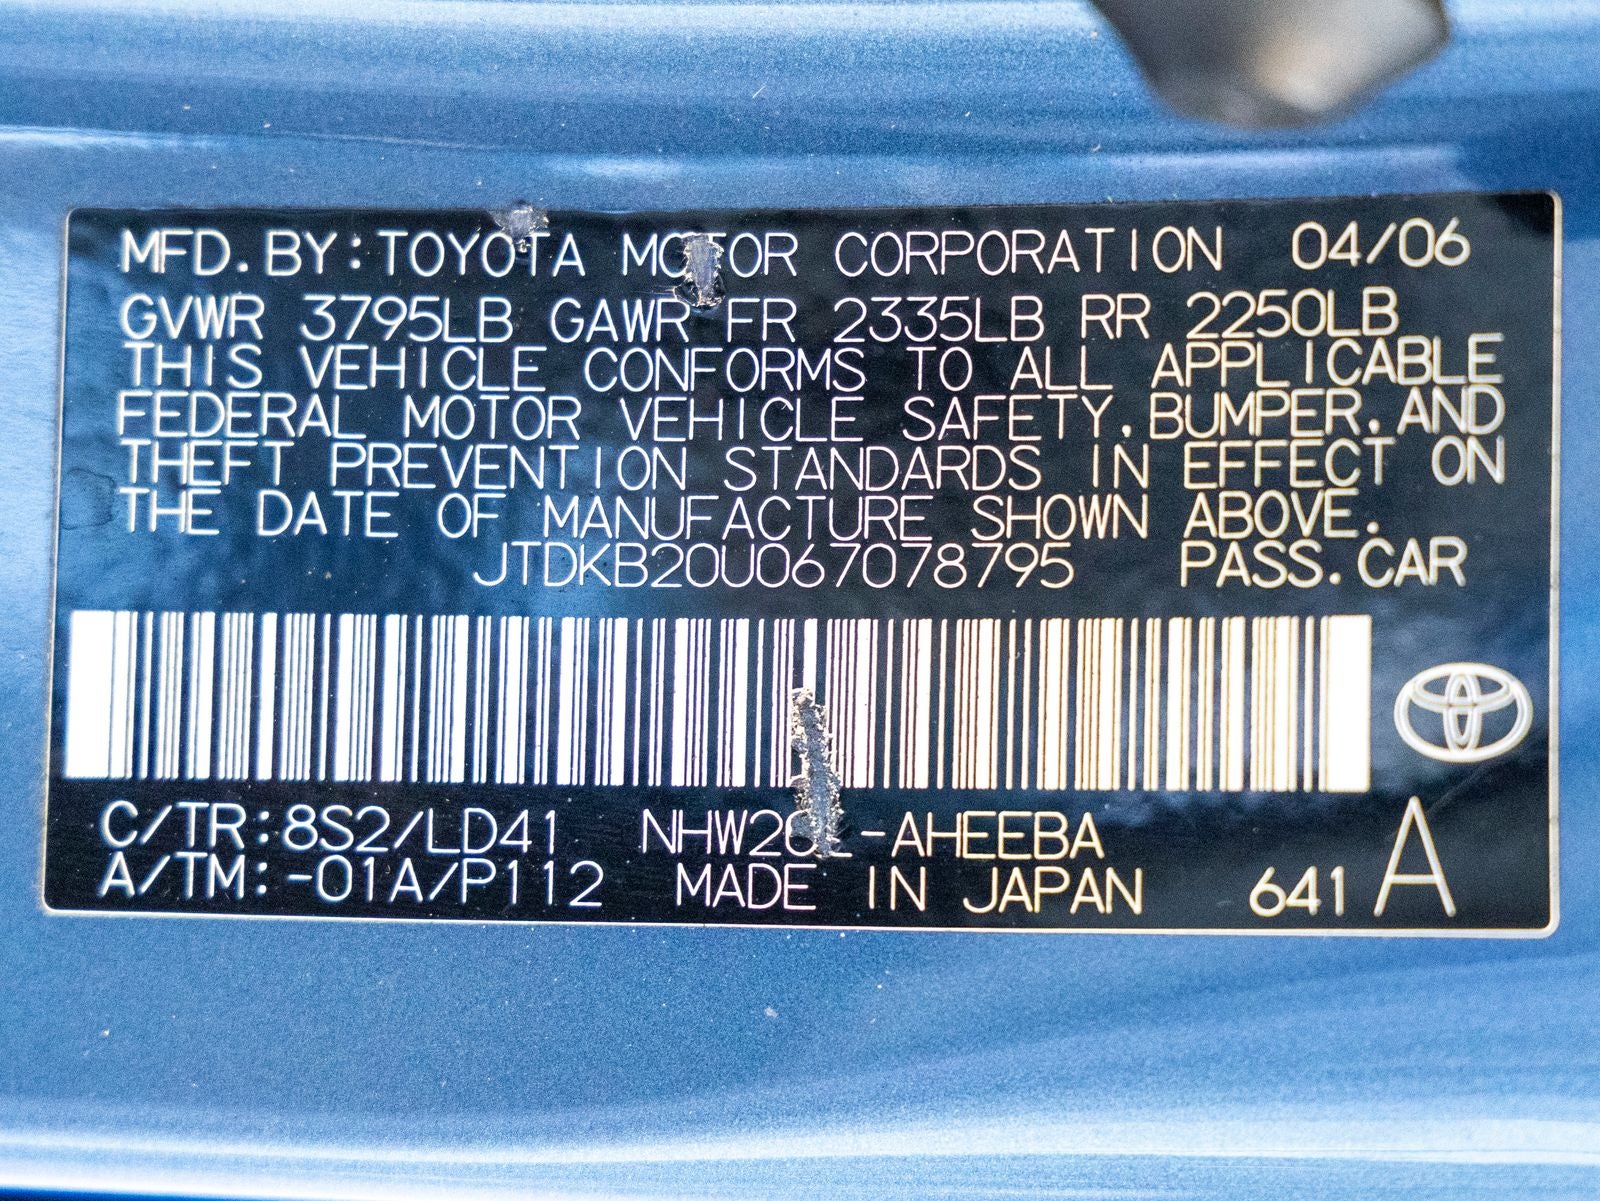 MFD. BY: TOYOTA MOTOR CORPORATION 04/06
GVWR 3795LB GAWR FR 2335LB RR 2250LB
THIS VEHICLE CONFORMS TO ALL APPLICABLE
FEDERAL MOTOR VEHICLE SAFETY, BUMPER, AND
THEFT PREVENTION STANDARDS IN EFFECT ON
THE DATE OF MANUFACTURE SHOWN ABOVE.
JTDKB20U067078795 PASS. CAR
C/TR: 8S2/LD41 NHW20L-AHEEBA
A/TM: -01A/P112 MADE IN JAPAN 641 A